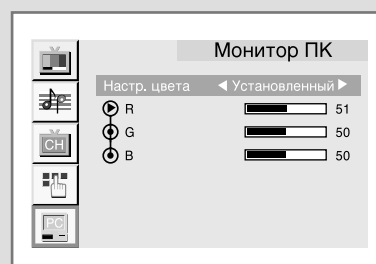 Монитор ПК
Настр. цвета Установленный
R 51
G 50
CH
B 50
PC